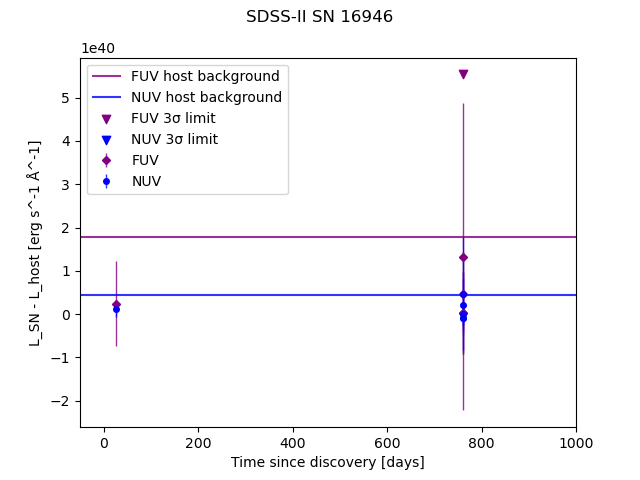 SDSS-II SN 16946
1e40
FUV host background
NUV host background
FUV 3σ limit
NUV 3σ limit
FUV
NUV
5
4
3
2
1
0
−1
−2
L_SN - L_host [erg s^-1 Å^-1]
0 200 400 600 800 1000
Time since discovery [days]